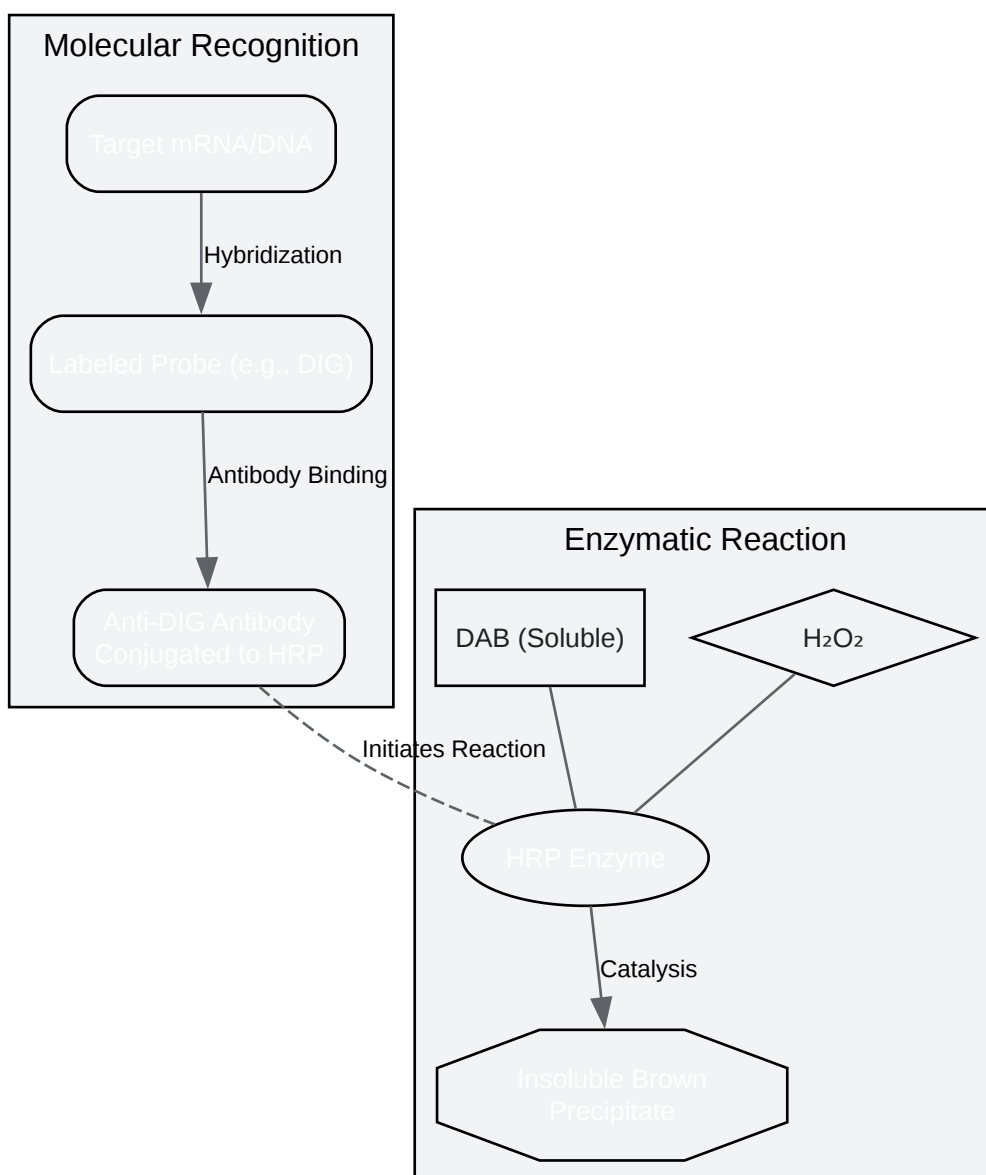 Molecular Recognition
Target mRNA/DNA
Hybridization
Labeled Probe (e.g., DIG)
Antibody Binding
Anti-DIG Antibody
Conjugated to HRP
Initiates Reaction
Enzymatic Reaction
DAB (Soluble)
H₂O₂
HRP Enzyme
Catalysis
Insoluble Brown
Precipitate